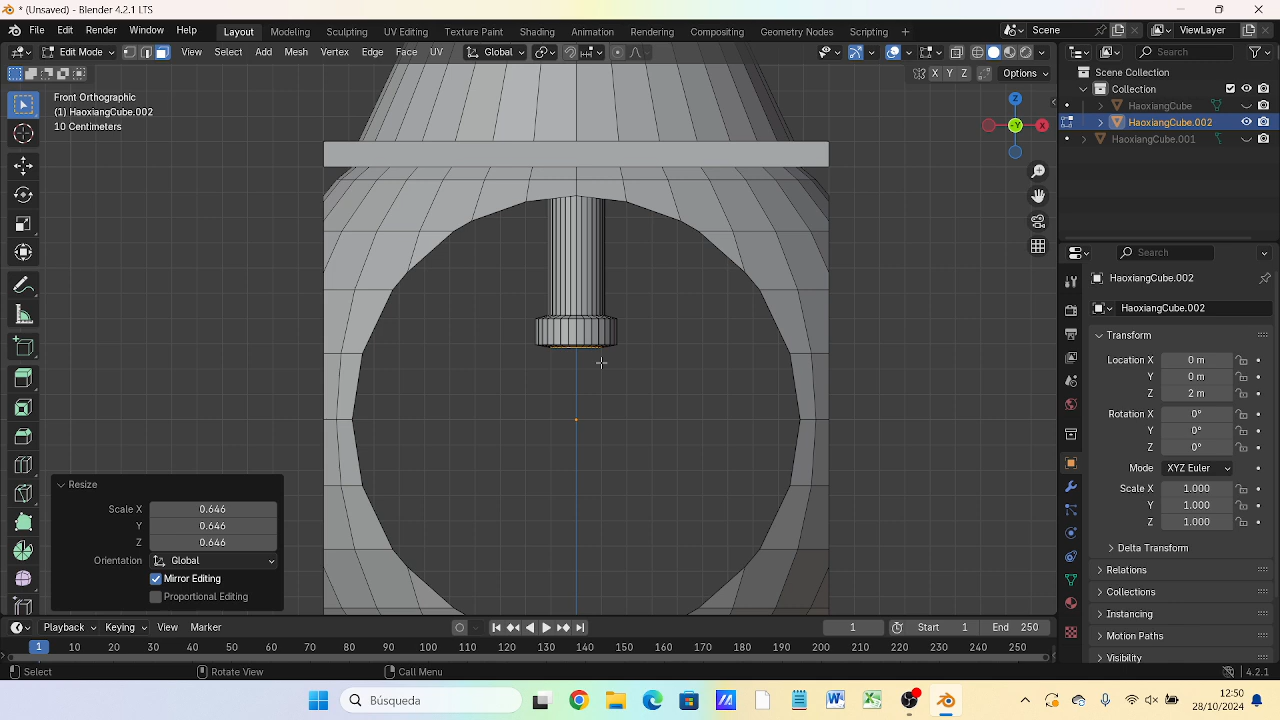 * (Unsaved) - Blender 4.2.1 LTS
File Edit Render Window Help Layout Modeling Sculpting UV Editing Texture Paint Shading Animation Rendering Compositing Geometry Nodes Scripting + Scene ViewLayer
Edit Mode View Select Add Mesh Vertex Edge Face UV Global Search
X Y Z Options
Front Orthographic
(1) HaoxiangCube.002
10 Centimeters
Z
-Y
X
Scene Collection
Collection
HaoxiangCube
HaoxiangCube.002
HaoxiangCube.001
Search
HaoxiangCube.002
HaoxiangCube.002
Transform
Location X 0 m
Y 0 m
Z 2 m
Rotation X 0°
Y 0°
Z 0°
Mode XYZ Euler
Scale X 1.000
Y 1.000
Z 1.000
Delta Transform
Relations
Collections
Instancing
Motion Paths
Visibility
Resize
Scale X 0.646
Y 0.646
Z 0.646
Orientation Global
Mirror Editing
Proportional Editing
Playback Keying View Marker 1 Start 1 End 250
1 10 20 30 40 50 60 70 80 90 100 110 120 130 140 150 160 170 180 190 200 210 220 230 240 250
Select Rotate View Call Menu 4.2.1
Búsqueda
12:50
28/10/2024